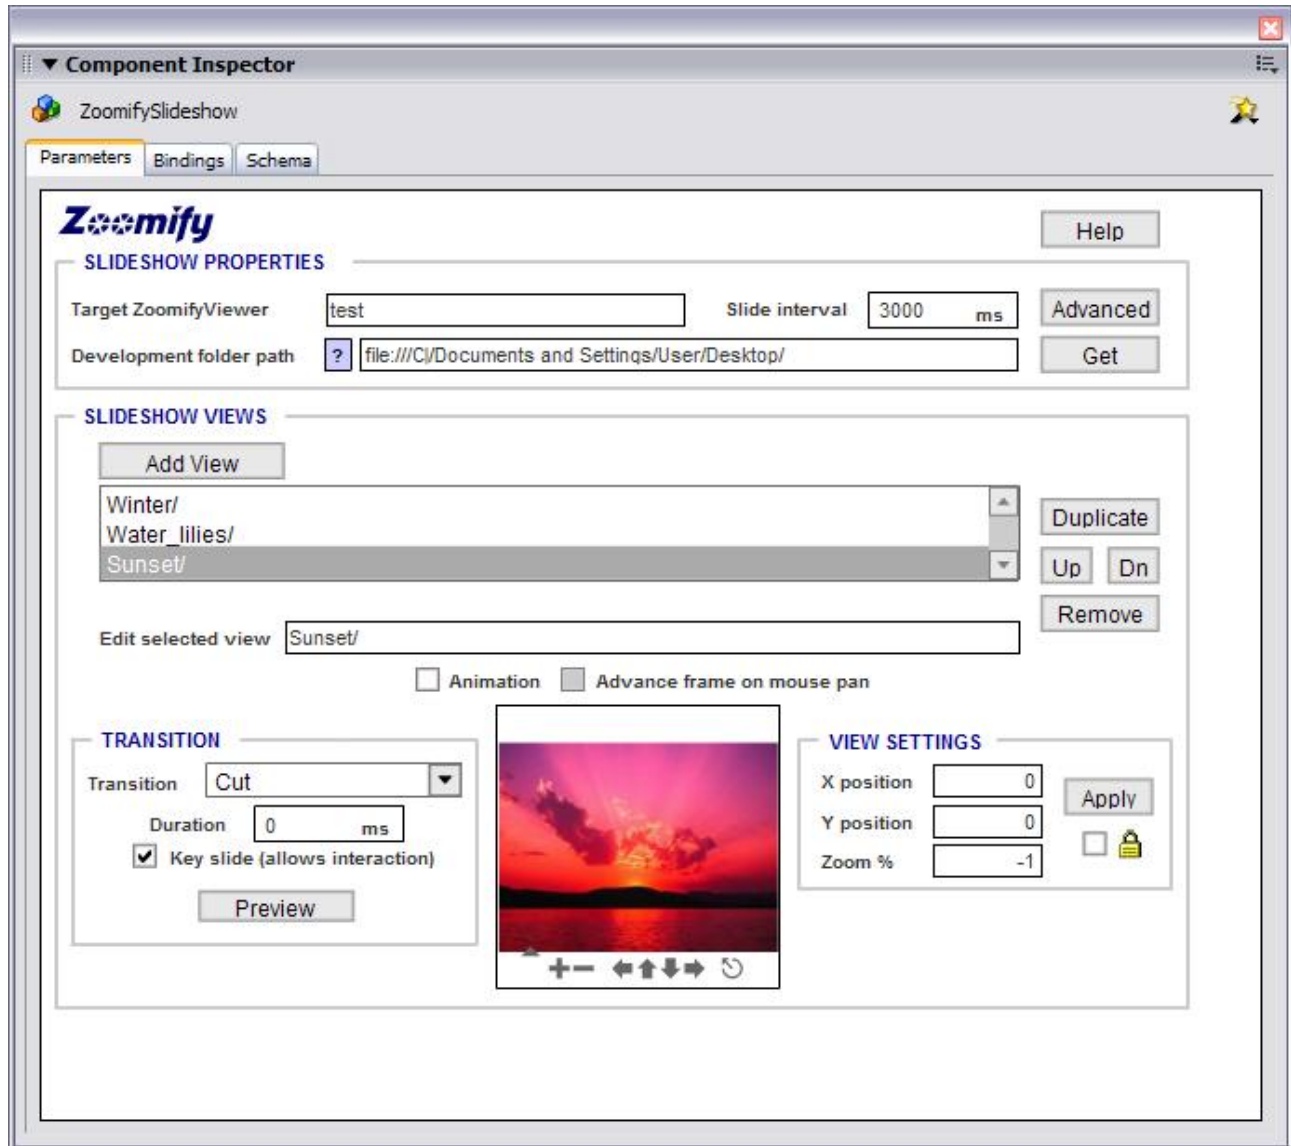 Component Inspector
ZoomifySlideshow
Parameters Bindings Schema
Zoomify
Help
SLIDESHOW PROPERTIES
Target ZoomifyViewer test Slide interval 3000 ms Advanced
Development folder path ? file:///C|/Documents and Settings/User/Desktop/ Get
SLIDESHOW VIEWS
Add View
Winter/
Water_lilies/
Sunset/
Duplicate
Up Dn
Remove
Edit selected view Sunset/
Animation Advance frame on mouse pan
TRANSITION
Transition Cut
Duration 0 ms
Key slide (allows interaction)
Preview
VIEW SETTINGS
X position 0
Y position 0
Zoom % -1
Apply